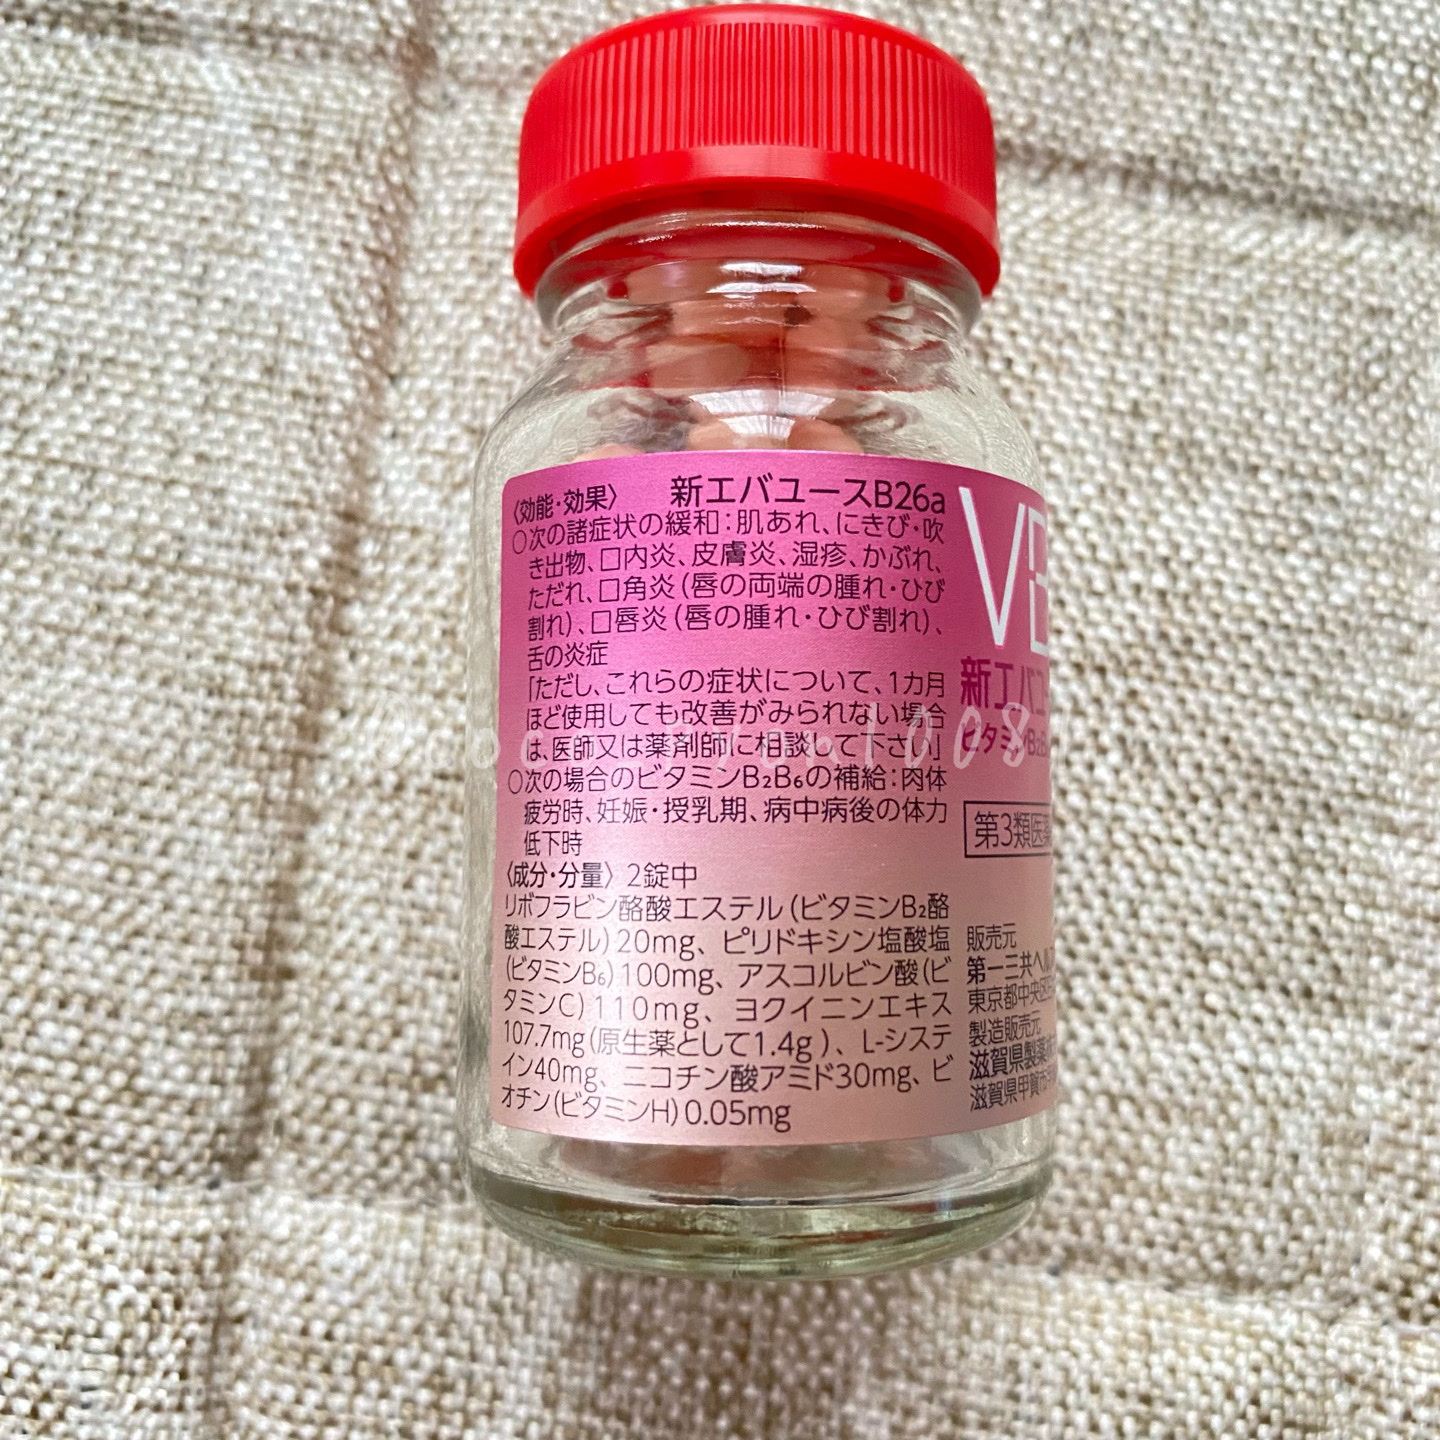 〈効能・効果〉 新エバユースB26a
○次の諸症状の緩和：肌あれ、にきび・吹
き出物、口内炎、皮膚炎、湿疹、かぶれ、
ただれ、口角炎（唇の両端の腫れ・ひび
割れ）、口唇炎（唇の腫れ・ひび割れ）、
舌の炎症
「ただし、これらの症状について、1カ月
ほど使用しても改善がみられない場合
は、医師又は薬剤師に相談して下さい」
○次の場合のビタミンB₂B₆の補給：肉体
疲労時、妊娠・授乳期、病中病後の体力
低下時
〈成分・分量〉2錠中
リボフラビン酪酸エステル（ビタミンB₂酪
酸エステル）20mg、ピリドキシン塩酸塩
（ビタミンB₆）100mg、アスコルビン酸（ビ
タミンC）110mg、ヨクイニンエキス
107.7mg（原生薬として1.4g）、L-システ
イン40mg、ニコチン酸アミド30mg、ビ
オチン（ビタミンH）0.05mg
新エバユ
ビタミンB₂B
第3類医薬
販売元
第一三共ヘル
東京都中央区
製造販売元
滋賀県製薬
滋賀県甲賀市